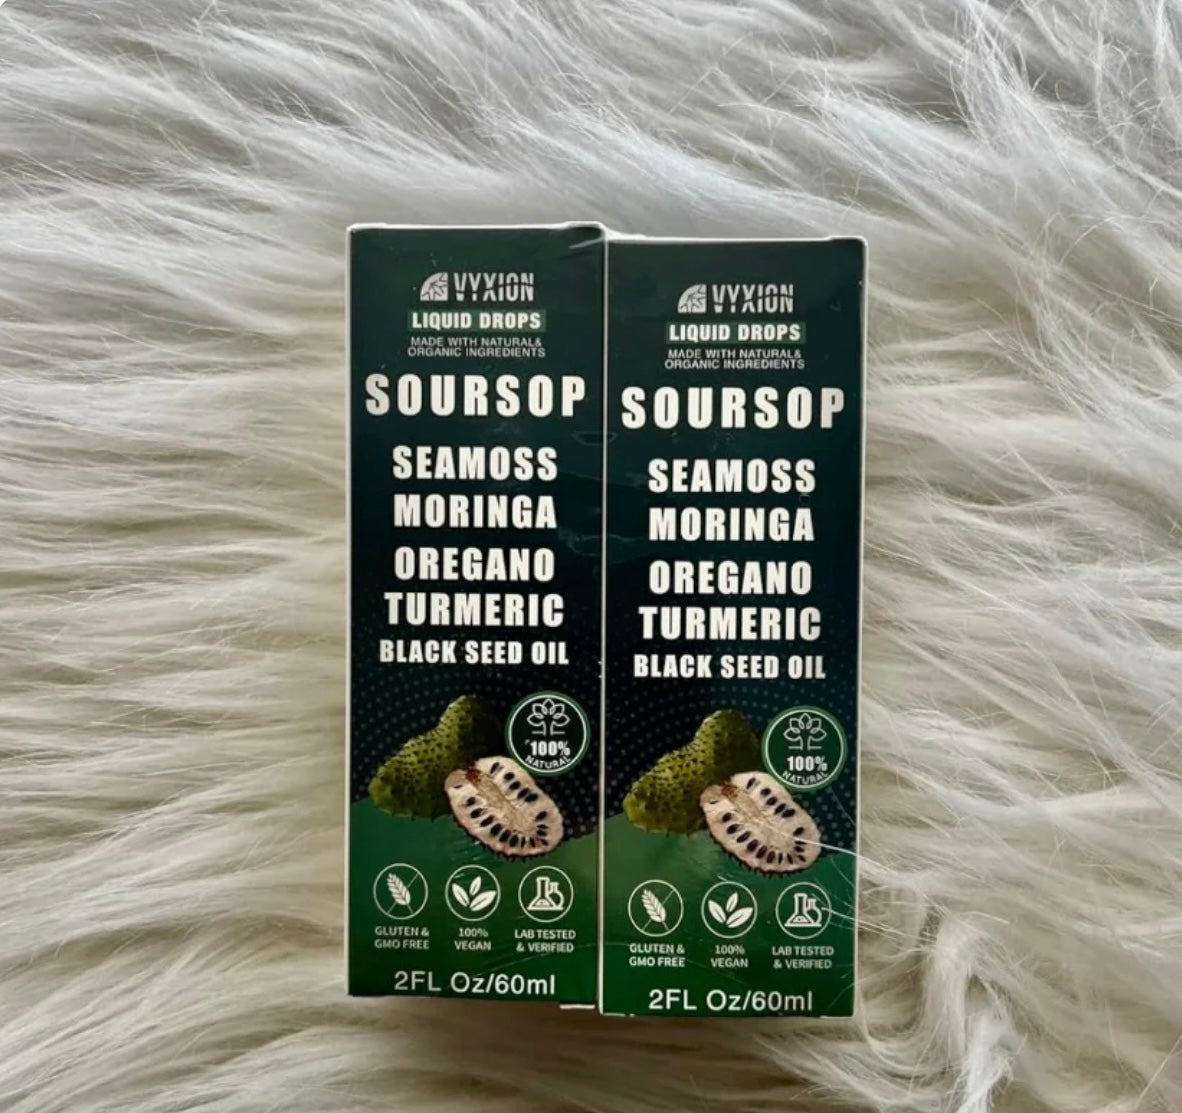 VYXION
LIQUID DROPS
MADE WITH NATURAL&
ORGANIC INGREDIENTS
SOURSOP
SEAMOSS
MORINGA
OREGANO
TURMERIC
BLACK SEED OIL
100%
NATURAL
GLUTEN &
GMO FREE
100%
VEGAN
LAB TESTED
& VERIFIED
2FL Oz/60ml
VYXION
LIQUID DROPS
MADE WITH NATURAL&
ORGANIC INGREDIENTS
SOURSOP
SEAMOSS
MORINGA
OREGANO
TURMERIC
BLACK SEED OIL
100%
NATURAL
GLUTEN &
GMO FREE
100%
VEGAN
LAB TESTED
& VERIFIED
2FL Oz/60ml